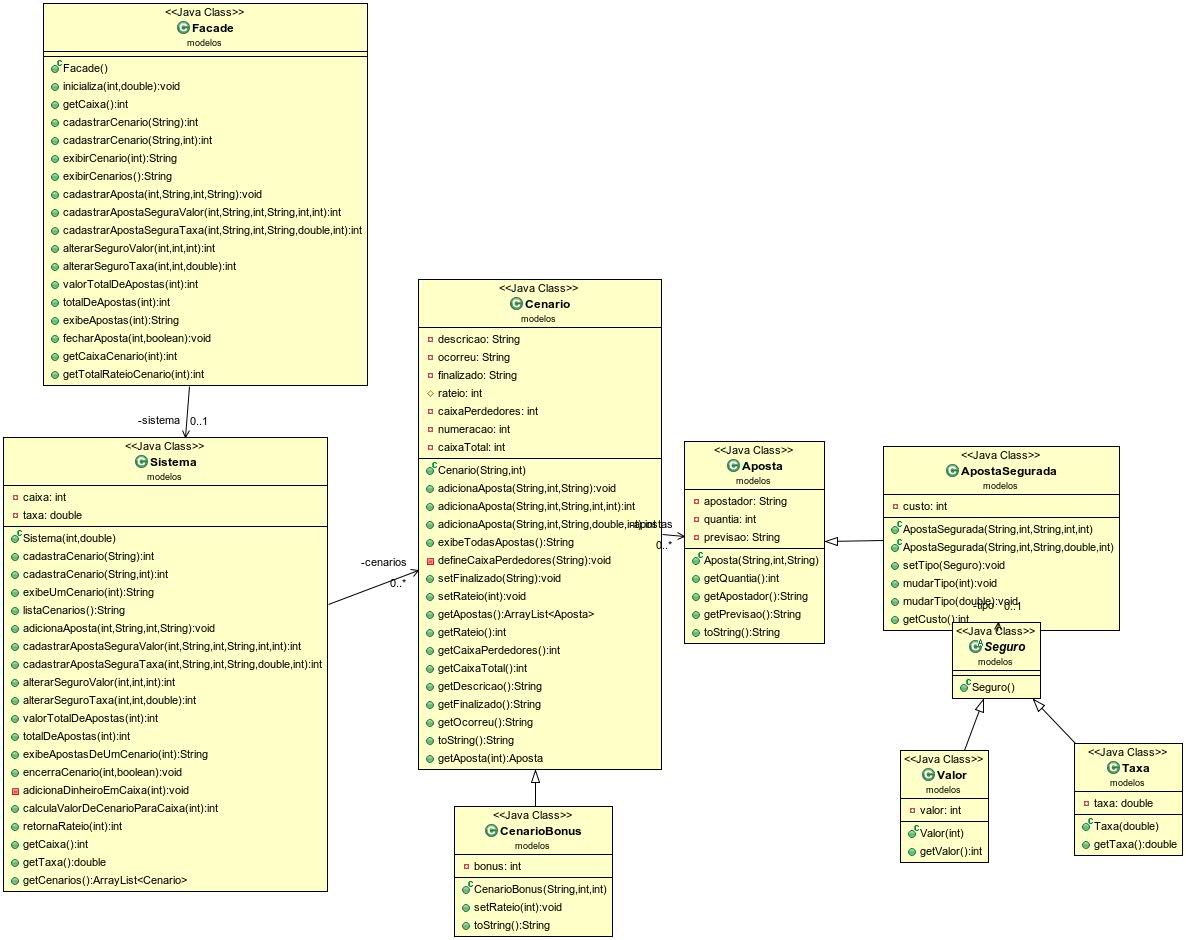 <<Java Class>>
Facade
modelos
Facade()
inicializa(int,double):void
getCaixa():int
cadastrarCenario(String):int
cadastrarCenario(String,int):int
exibirCenario(int):String
exibirCenarios():String
cadastrarAposta(int,String,int,String):void
cadastrarApostaSeguraValor(int,String,int,String,int,int):int
cadastrarApostaSeguraTaxa(int,String,int,String,double,int):int
alterarSeguroValor(int,int,int):int
alterarSeguroTaxa(int,int,double):int
valorTotalDeApostas(int):int
totalDeApostas(int):int
exibeApostas(int):String
fecharAposta(int,boolean):void
getCaixaCenario(int):int
getTotalRateioCenario(int):int
-sistema 0..1
<<Java Class>>
Sistema
modelos
caixa: int
taxa: double
Sistema(int,double)
cadastraCenario(String):int
cadastraCenario(String,int):int
exibeUmCenario(int):String
listaCenarios():String
adicionaAposta(int,String,int,String):void
cadastrarApostaSeguraValor(int,String,int,String,int,int):int
cadastrarApostaSeguraTaxa(int,String,int,String,double,int):int
alterarSeguroValor(int,int,int):int
alterarSeguroTaxa(int,int,double):int
valorTotalDeApostas(int):int
totalDeApostas(int):int
exibeApostasDeUmCenario(int):String
encerraCenario(int,boolean):void
adicionaDinheiroEmCaixa(int):void
calculaValorDeCenarioParaCaixa(int):int
retornaRateio(int):int
getCaixa():int
getTaxa():double
getCenarios():ArrayList<Cenario>
-cenarios
0..*
<<Java Class>>
Cenario
modelos
descricao: String
ocorreu: String
finalizado: String
rateio: int
caixaPerdedores: int
numeracao: int
caixaTotal: int
Cenario(String,int)
adicionaAposta(String,int,String):void
adicionaAposta(String,int,String,int,int):int
adicionaAposta(String,int,String,double,int):int
exibeTodasApostas():String
defineCaixaPerdedores(String):void
setFinalizado(String):void
setRateio(int):void
getApostas():ArrayList<Aposta>
getRateio():int
getCaixaPerdedores():int
getCaixaTotal():int
getDescricao():String
getFinalizado():String
getOcorreu():String
toString():String
getAposta(int):Aposta
-apostas
0..*
<<Java Class>>
CenarioBonus
modelos
bonus: int
CenarioBonus(String,int,int)
setRateio(int):void
toString():String
<<Java Class>>
Aposta
modelos
apostador: String
quantia: int
previsao: String
Aposta(String,int,String)
getQuantia():int
getApostador():String
getPrevisao():String
toString():String
<<Java Class>>
ApostaSegurada
modelos
custo: int
ApostaSegurada(String,int,String,int,int)
ApostaSegurada(String,int,String,double,int)
setTipo(Seguro):void
mudarTipo(int):void
mudarTipo(double):void
getCusto():int
-tipo 0..1
<<Java Class>>
Seguro
modelos
Seguro()
<<Java Class>>
Valor
modelos
valor: int
Valor(int)
getValor():int
<<Java Class>>
Taxa
modelos
taxa: double
Taxa(double)
getTaxa():double